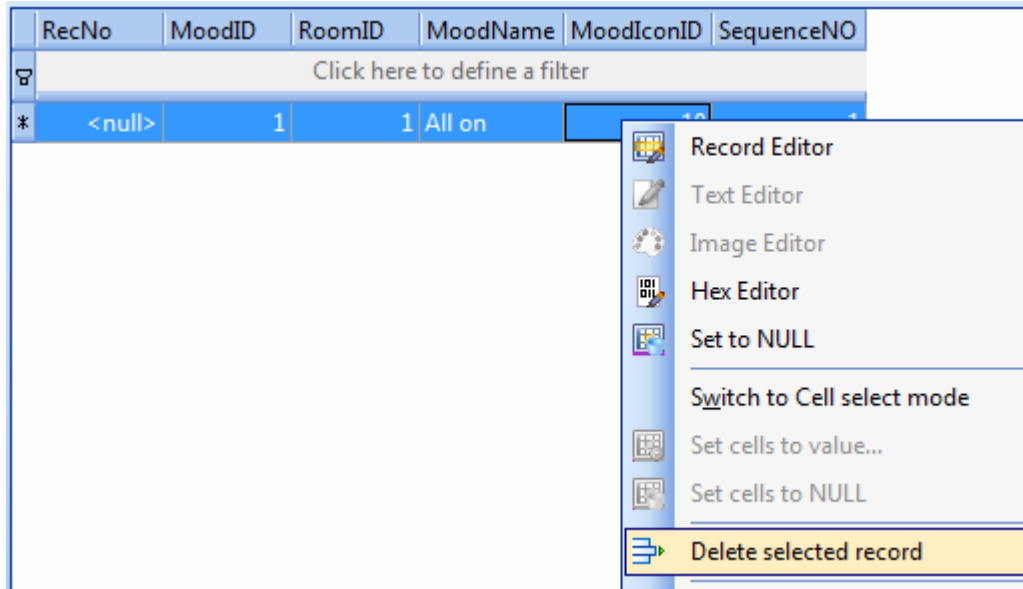 RecNo MoodID RoomID MoodName MoodIconID SequenceNO
Click here to define a filter
* <null> 1 1 All on
Record Editor
Text Editor
Image Editor
Hex Editor
Set to NULL
Switch to Cell select mode
Set cells to value...
Set cells to NULL
Delete selected record